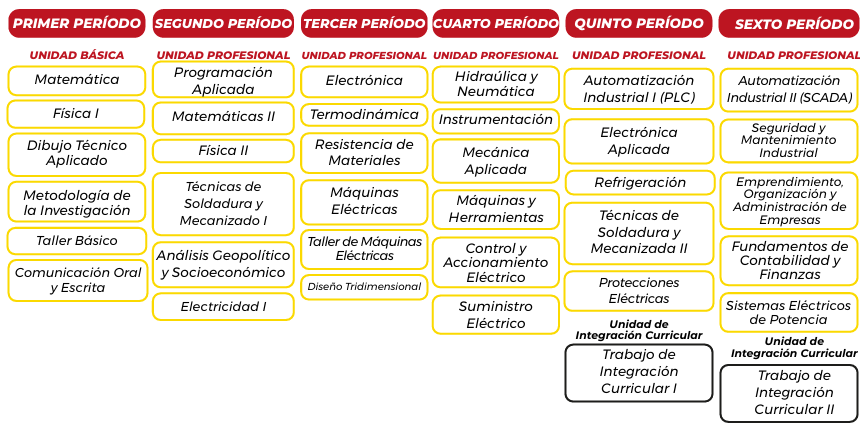 PRIMER PERÍODO
UNIDAD BÁSICA
Matemática
Física I
Dibujo Técnico
Aplicado
Metodología de
la Investigación
Taller Básico
Comunicación Oral
y Escrita
SEGUNDO PERÍODO
UNIDAD PROFESIONAL
Programación
Aplicada
Matemáticas II
Física II
Técnicas de
Soldadura y
Mecanizado I
Análisis Geopolítico
y Socioeconómico
Electricidad I
TERCER PERÍODO
UNIDAD PROFESIONAL
Electrónica
Termodinámica
Resistencia de
Materiales
Máquinas
Eléctricas
Taller de Máquinas
Eléctricas
Diseño Tridimensional
CUARTO PERÍODO
UNIDAD PROFESIONAL
Hidraúlica y
Neumática
Instrumentación
Mecánica
Aplicada
Máquinas y
Herramientas
Control y
Accionamiento
Eléctrico
Suministro
Eléctrico
QUINTO PERÍODO
UNIDAD PROFESIONAL
Automatización
Industrial I (PLC)
Electrónica
Aplicada
Refrigeración
Técnicas de
Soldadura y
Mecanizada II
Protecciones
Eléctricas
Unidad de
Integración Curricular
Trabajo de
Integración
Curricular I
SEXTO PERÍODO
UNIDAD PROFESIONAL
Automatización
Industrial II (SCADA)
Seguridad y
Mantenimiento
Industrial
Emprendimiento,
Organización y
Administración de
Empresas
Fundamentos de
Contabilidad y
Finanzas
Sistemas Eléctricos
de Potencia
Unidad de
Integración Curricular
Trabajo de
Integración
Curricular II